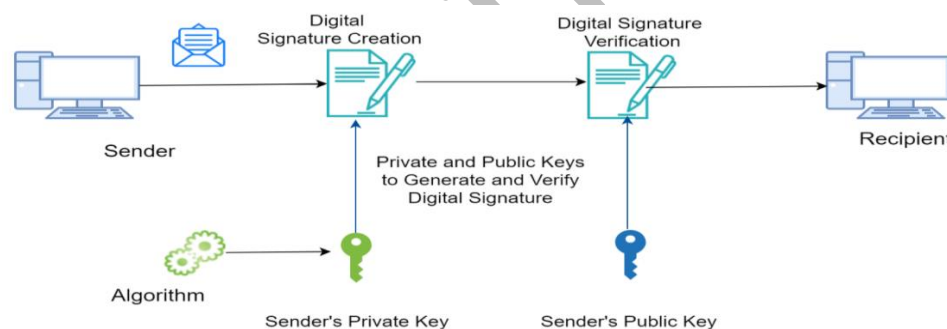 Digital
Signature Creation
Digital Signature
Verification
Sender
Recipient
Private and Public Keys
to Generate and Verify
Digital Signature
Algorithm
Sender's Private Key
Sender's Public Key